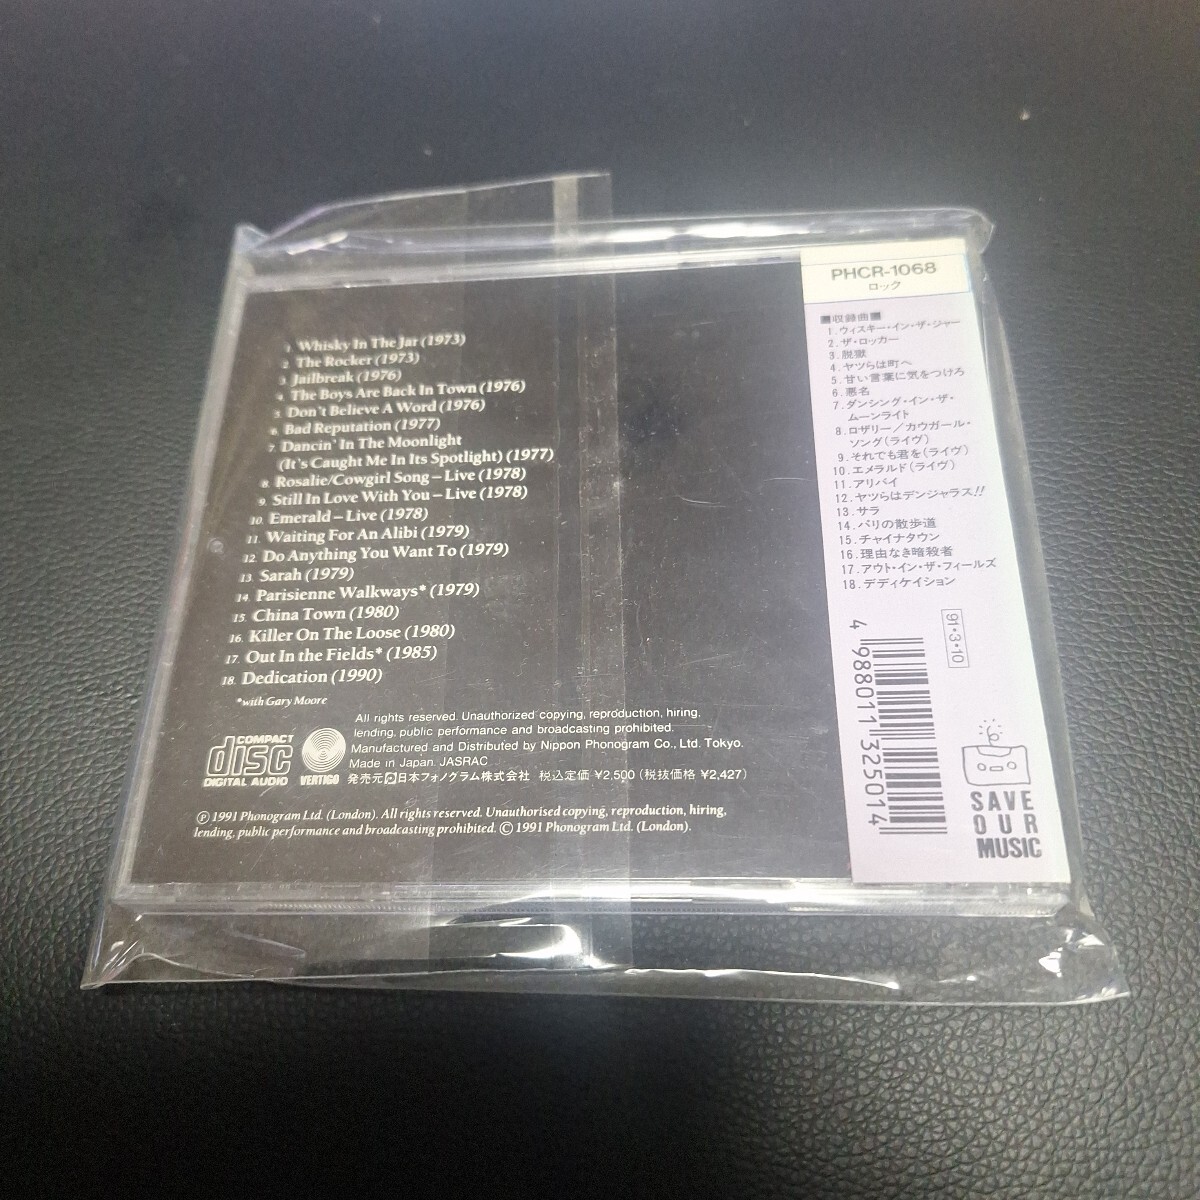 1. Whisky In The Jar (1973)
2. The Rocker (1973)
3. Jailbreak (1976)
4. The Boys Are Back In Town (1976)
5. Don't Believe A Word (1976)
6. Bad Reputation (1977)
7. Dancin' In The Moonlight
(It's Caught Me In Its Spotlight) (1977)
8. Rosalie/Cowgirl Song – Live (1978)
9. Still In Love With You – Live (1978)
10. Emerald – Live (1978)
11. Waiting For An Alibi (1979)
12. Do Anything You Want To (1979)
13. Sarah (1979)
14. Parisienne Walkways* (1979)
15. China Town (1980)
16. Killer On The Loose (1980)
17. Out In the Fields* (1985)
18. Dedication (1990)
*with Gary Moore
COMPACT
disc
DIGITAL AUDIO
VERTIGO
All rights reserved. Unauthorized copying, reproduction, hiring,
lending, public performance and broadcasting prohibited.
Manufactured and Distributed by Nippon Phonogram Co., Ltd. Tokyo.
Made in Japan. JASRAC
発売元 日本フォノグラム株式会社 税込定価 ¥2,500 (税抜価格 ¥2,427)
Ⓟ 1991 Phonogram Ltd. (London). All rights reserved. Unauthorised copying, reproduction, hiring,
lending, public performance and broadcasting prohibited. © 1991 Phonogram Ltd. (London).
PHCR-1068
ロック
■収録曲■
1. ウィスキー・イン・ザ・ジャー
2. ザ・ロッカー
3. 脱獄
4. ヤツらは町へ
5. 甘い言葉に気をつけろ
6. 悪名
7. ダンシング・イン・ザ・
ムーンライト
8. ロザリー/カウガール・
ソング(ライヴ)
9. それでも君を(ライヴ)
10. エメラルド(ライヴ)
11. アリバイ
12. ヤツらはデンジャラス!!
13. サラ
14. パリの散歩道
15. チャイナタウン
16. 理由なき暗殺者
17. アウト・イン・ザ・フィールズ
18. デディケイション
91・3・10
4 988011 325014
SAVE
OUR
MUSIC